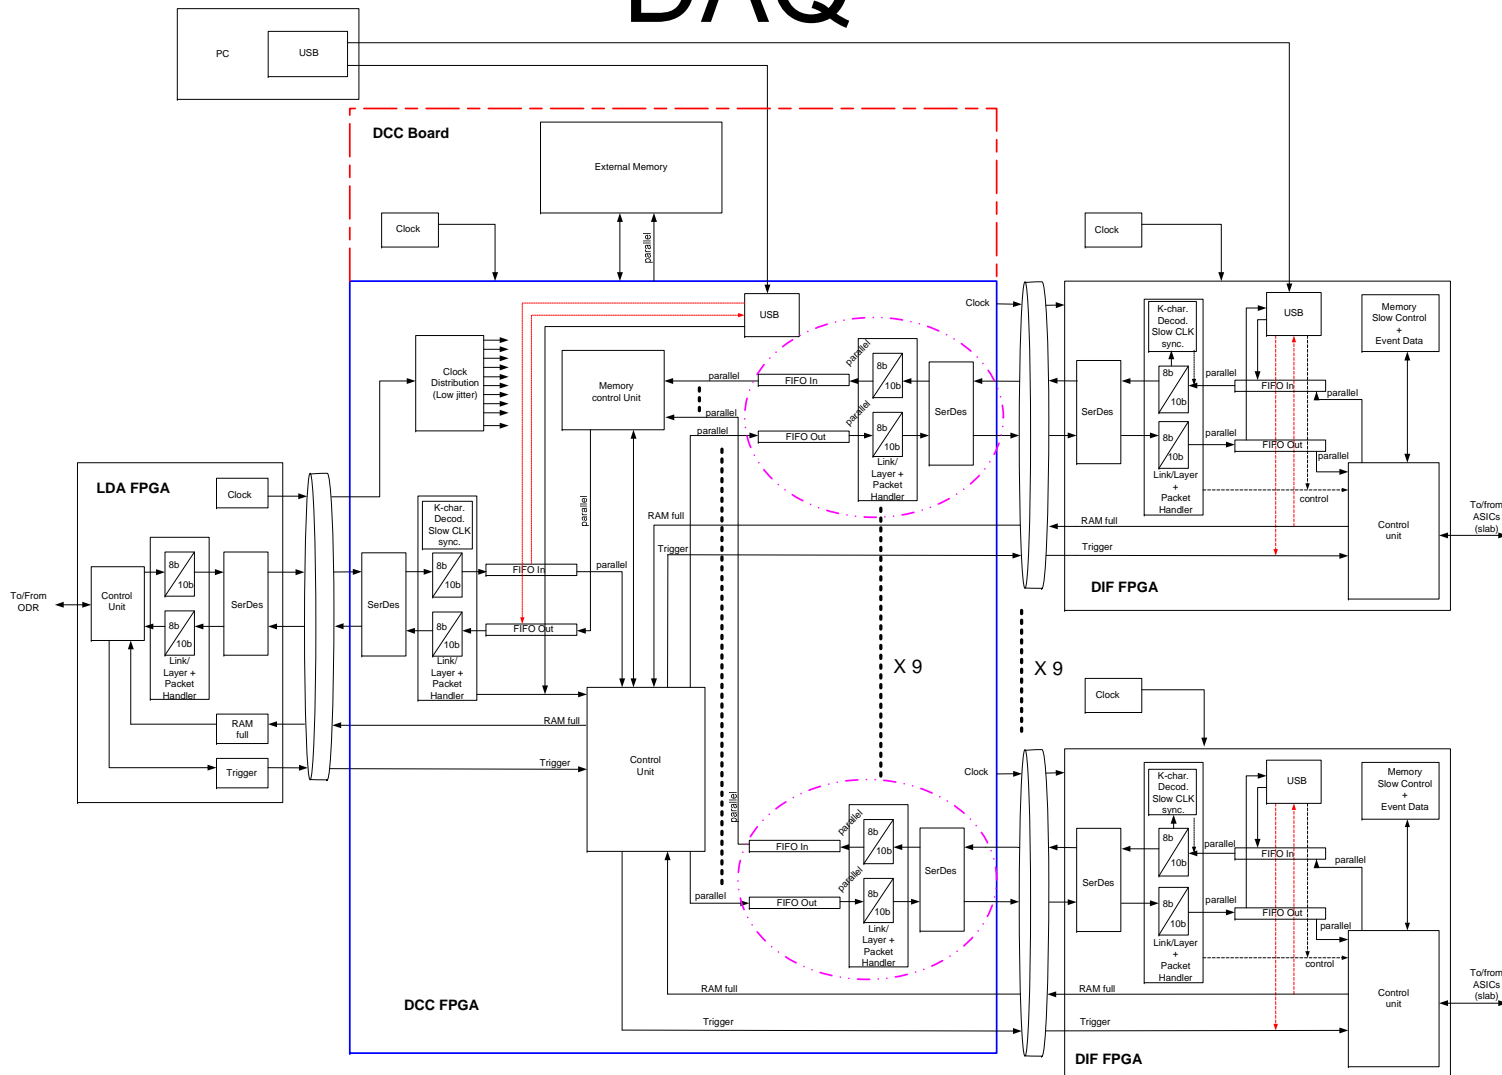 DAQ
PC
USB
DCC Board
External Memory
Clock
parallel
Clock
Clock
USB
Clock
Distribution
(Low jitter)
Memory
control Unit
parallel
parallel
parallel
parallel
FIFO In
FIFO Out
parallel
parallel
8b
10b
8b
10b
Link/
Layer +
Packet
Handler
SerDes
RAM full
Trigger
Clock
K-char.
Decod.
Slow CLK
sync.
USB
Memory
Slow Control
+
Event Data
SerDes
8b
10b
8b
10b
Link/Layer
+
Packet
Handler
parallel
FIFO In
parallel
parallel
FIFO Out
parallel
control
RAM full
Trigger
Control
unit
To/from
ASICs
(slab)
DIF FPGA
LDA FPGA
Clock
To/From
ODR
Control
Unit
8b
10b
8b
10b
Link/
Layer +
Packet
Handler
SerDes
RAM
full
Trigger
SerDes
K-char.
Decod.
Slow CLK
sync.
8b
10b
8b
10b
Link/
Layer +
Packet
Handler
FIFO In
parallel
FIFO Out
RAM full
Trigger
Control
Unit
X 9
X 9
Clock
parallel
parallel
FIFO In
FIFO Out
parallel
parallel
8b
10b
8b
10b
Link/
Layer +
Packet
Handler
SerDes
RAM full
Trigger
DCC FPGA
Clock
K-char.
Decod.
Slow CLK
sync.
USB
Memory
Slow Control
+
Event Data
SerDes
8b
10b
8b
10b
Link/Layer
+
Packet
Handler
parallel
FIFO In
parallel
parallel
FIFO Out
parallel
control
RAM full
Trigger
Control
unit
To/from
ASICs
(slab)
DIF FPGA